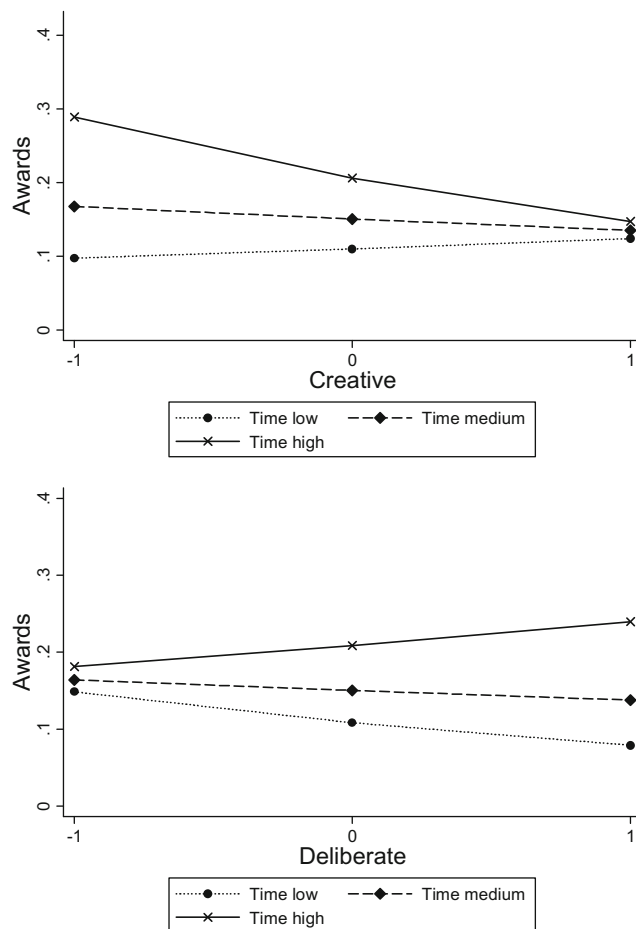 .4
.3
Awards
.2
.1
0
-1 0 1
Creative
Time low Time medium
Time high
.4
.3
Awards
.2
.1
0
-1 0 1
Deliberate
Time low Time medium
Time high